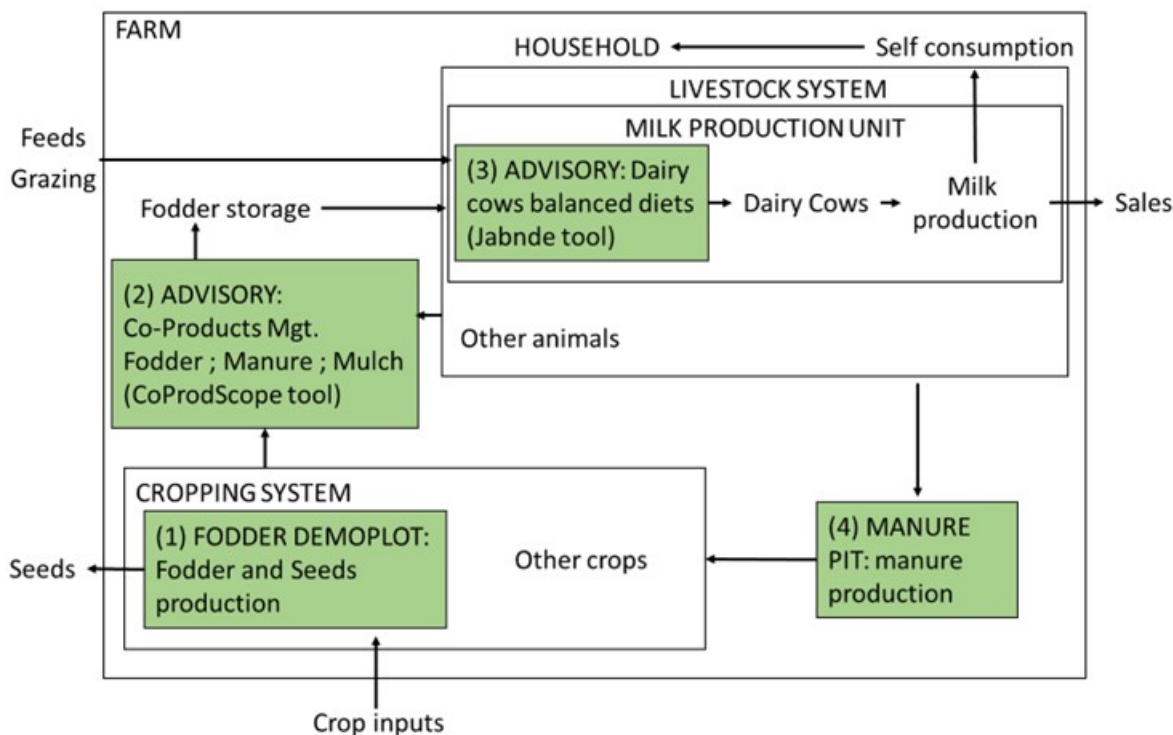 FARM
HOUSEHOLD
Self consumption
LIVESTOCK SYSTEM
MILK PRODUCTION UNIT
Feeds
Grazing
(3) ADVISORY: Dairy
cows balanced diets
(Jabnde tool)
Dairy Cows
Milk
production
Sales
Fodder storage
(2) ADVISORY:
Co-Products Mgt.
Fodder ; Manure ; Mulch
(CoProdScope tool)
Other animals
CROPPING SYSTEM
(1) FODDER DEMOPLOT:
Fodder and Seeds
production
Other crops
(4) MANURE
PIT: manure
production
Seeds
Crop inputs